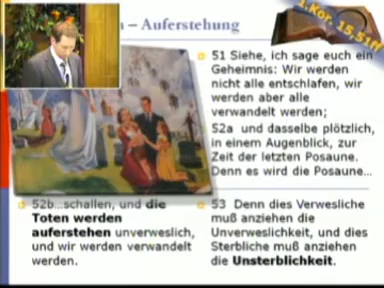 – Auferstehung
1.Kor. 15,51ff
51 Siehe, ich sage euch ein
Geheimnis: Wir werden
nicht alle entschlafen, wir
werden aber alle
verwandelt werden;
52a und dasselbe plötzlich,
in einem Augenblick, zur
Zeit der letzten Posaune.
Denn es wird die Posaune...
52b...schallen, und die
Toten werden
auferstehen unverweslich,
und wir werden verwandelt
werden.
53 Denn dies Verwesliche
muß anziehen die
Unverweslichkeit, und dies
Sterbliche muß anziehen
die Unsterblichkeit.